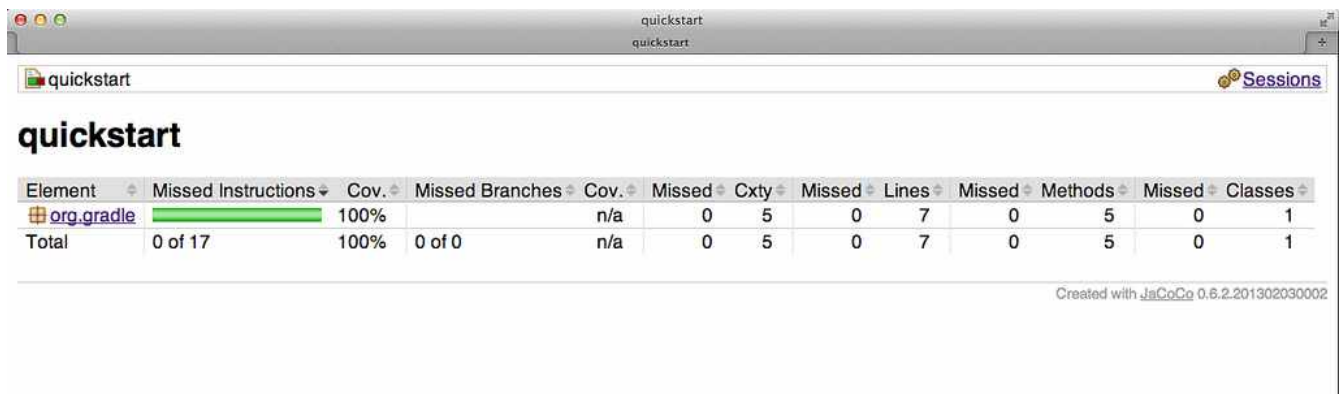 quickstart
quickstart
quickstart Sessions
quickstart
Element Missed Instructions Cov. Missed Branches Cov. Missed Cxty Missed Lines Missed Methods Missed Classes
org.gradle 100% n/a 0 5 0 7 0 5 0 1
Total 0 of 17 100% 0 of 0 n/a 0 5 0 7 0 5 0 1
Created with JaCoCo 0.6.2.201302030002